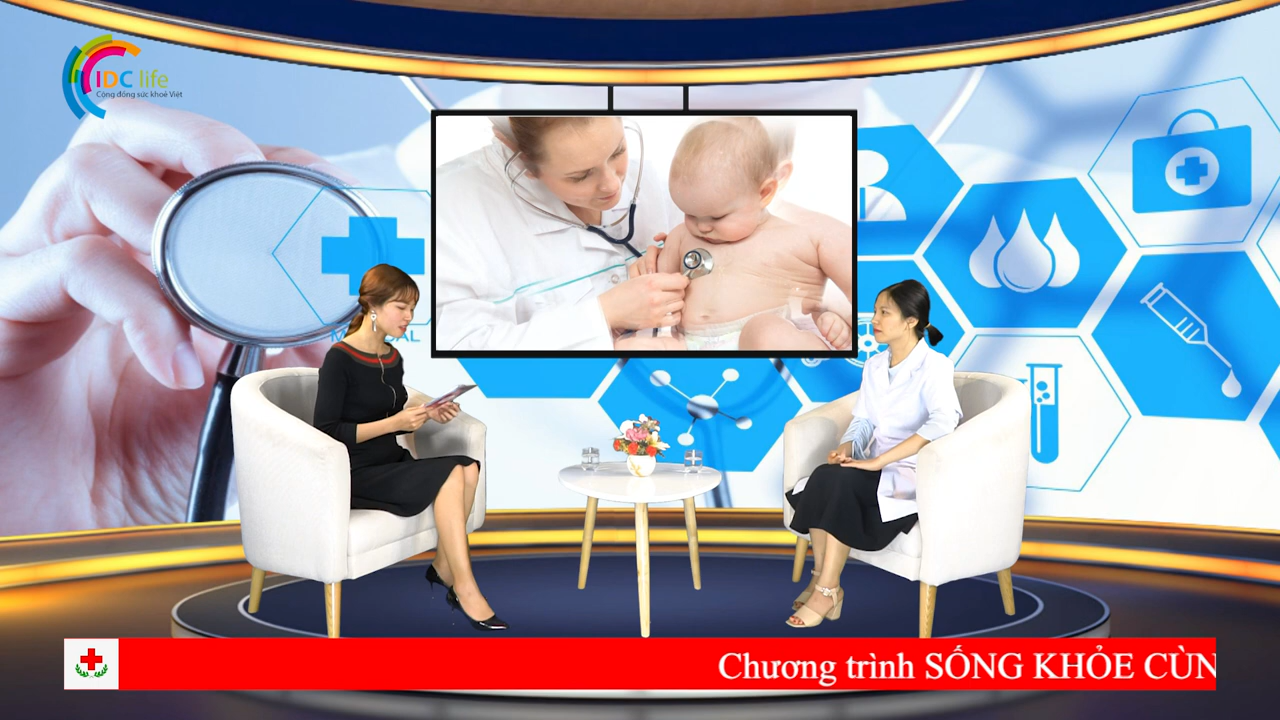 IDC life
Cộng đồng sức khoẻ Việt
Chương trình SỐNG KHỎE CÙN